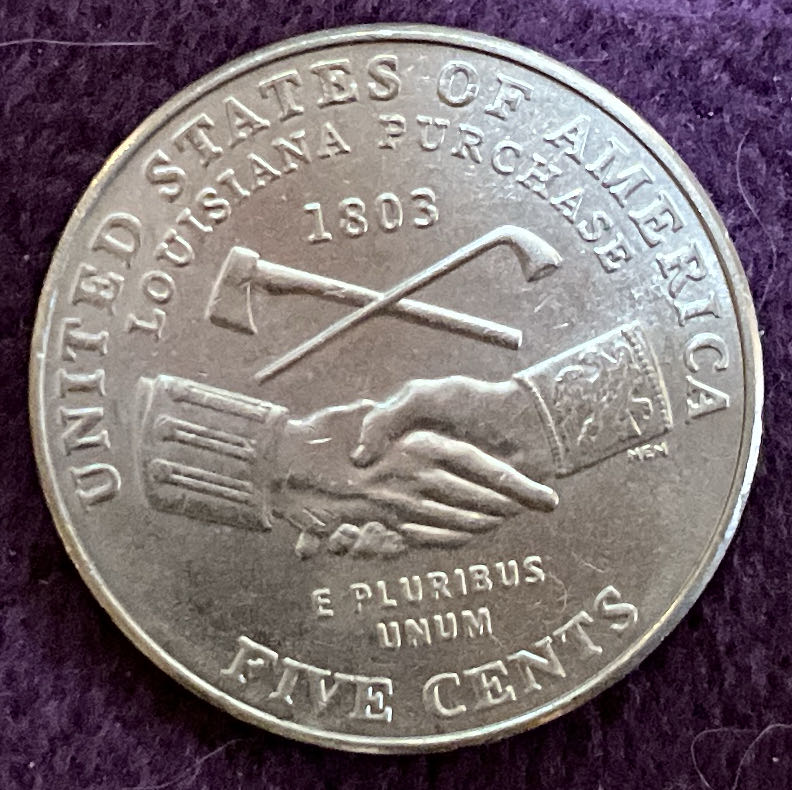 UNITED STATES OF AMERICA
LOUISIANA PURCHASE
1803
MEM
E PLURIBUS
UNUM
FIVE CENTS